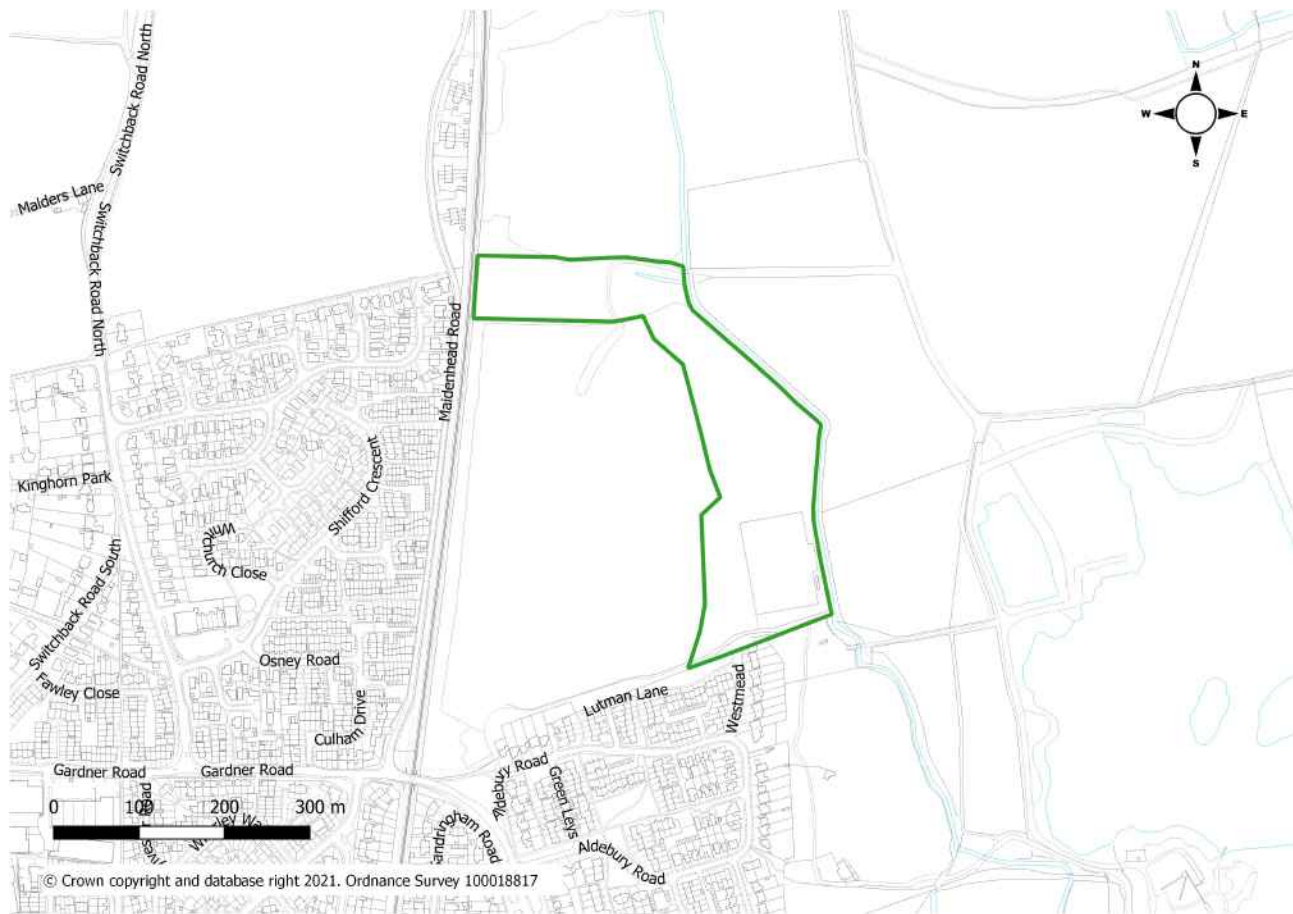 Switchback Road North
N
W
E
S
Malders Lane
Switchback Road North
Maidenhead Road
Shifford Crescent
Kinghorn Park
Whitchurch Close
Switchback Road South
Osney Road
Fawley Close
Culham Drive
Lutman Lane
Westmead
Gardner Road
Gardner Road
Aldebury Road
Green Leys
0 100 200 300 m
Road
Sandringham Road
Aldebury Road
© Crown copyright and database right 2021. Ordnance Survey 100018817